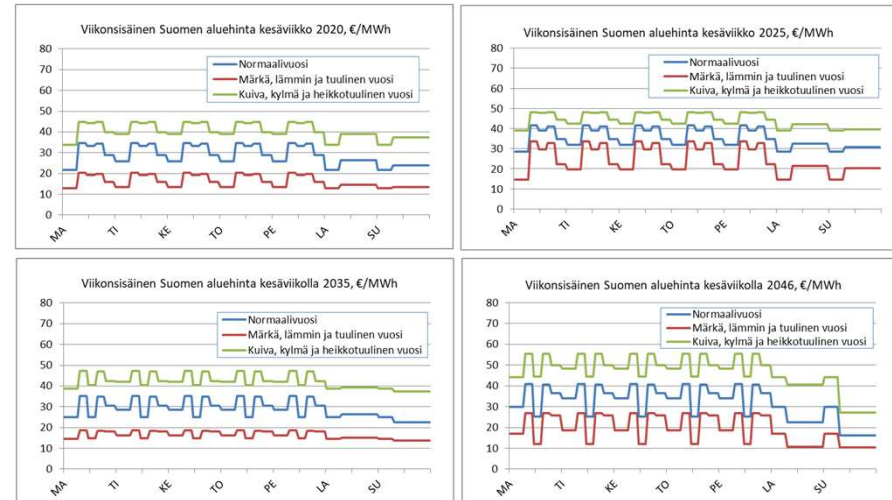 Viikonsisäinen Suomen aluehinta kesäviikko 2020, €/MWh
80
70
60
50
40
30
20
10
0
Normaalivuosi
Märkä, lämmin ja tuulinen vuosi
Kuiva, kylmä ja heikkotuulinen vuosi
MA TI KE TO PE LA SU
Viikonsisäinen Suomen aluehinta kesäviikko 2025, €/MWh
80
70
60
50
40
30
20
10
0
Normaalivuosi
Märkä, lämmin ja tuulinen vuosi
Kuiva, kylmä ja heikkotuulinen vuosi
MA TI KE TO PE LA SU
Viikonsisäinen Suomen aluehinta kesäviikolla 2035, €/MWh
80
70
60
50
40
30
20
10
0
Normaalivuosi
Märkä, lämmin ja tuulinen vuosi
Kuiva, kylmä ja heikkotuulinen vuosi
MA TI KE TO PE LA SU
Viikonsisäinen Suomen aluehinta kesäviikolla 2046, €/MWh
80
70
60
50
40
30
20
10
0
Normaalivuosi
Märkä, lämmin ja tuulinen vuosi
Kuiva, kylmä ja heikkotuulinen vuosi
MA TI KE TO PE LA SU